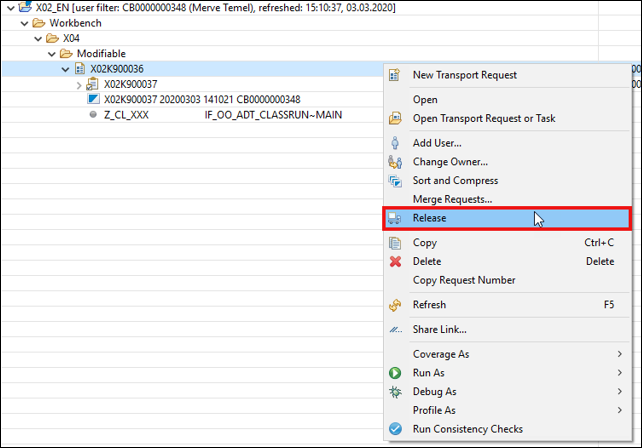 X02_EN [user filter: CB0000000348 (Merve Temel), refreshed: 15:10:37, 03.03.2020]
Workbench
X04
Modifiable
X02K900036
X02K900037
X02K900037 20200303 141021 CB0000000348
Z_CL_XXX IF_OO_ADT_CLASSRUN~MAIN
New Transport Request
Open
Open Transport Request or Task
Add User...
Change Owner...
Sort and Compress
Merge Requests...
Release
Copy Ctrl+C
Delete Delete
Copy Request Number
Refresh F5
Share Link...
Coverage As
Run As
Debug As
Profile As
Run Consistency Checks